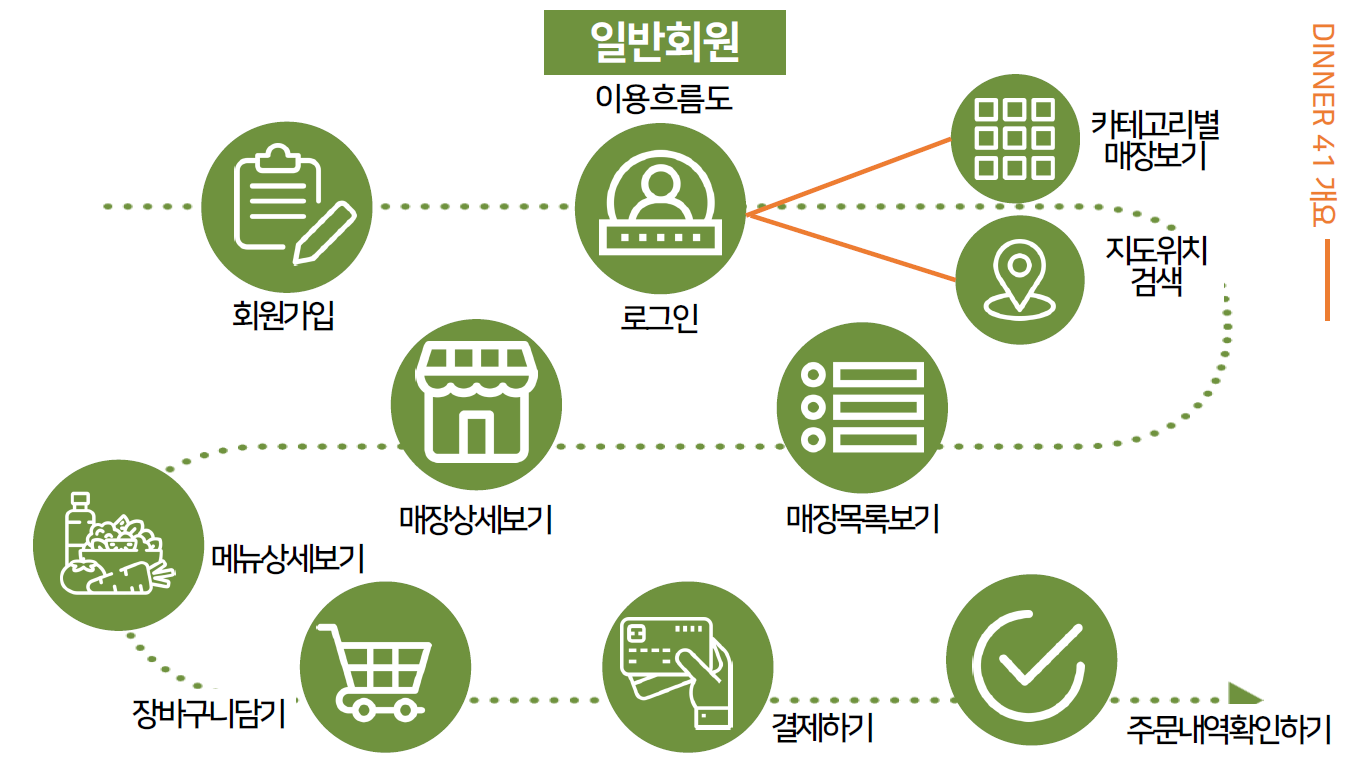 일반회원
이용흐름도
DINNER 41 개요
회원가입
로그인
카테고리별
매장보기
지도위치
검색
매장목록보기
매장상세보기
메뉴상세보기
장바구니담기
결제하기
주문내역확인하기